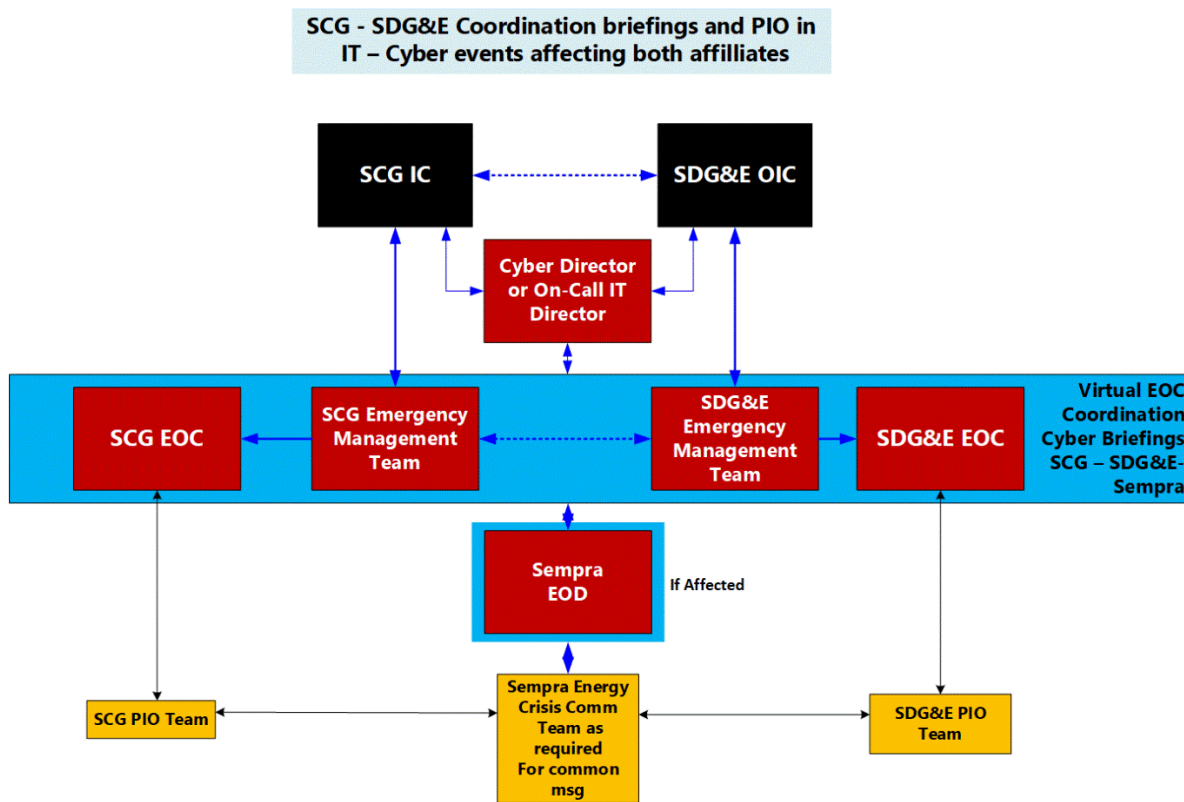 SCG - SDG&E Coordination briefings and PIO in
IT – Cyber events affecting both affilliates
SCG IC
SDG&E OIC
Cyber Director
or On-Call IT
Director
SCG EOC
SCG Emergency
Management
Team
SDG&E
Emergency
Management
Team
SDG&E EOC
Virtual EOC
Coordination
Cyber Briefings
SCG – SDG&E-
Sempra
Sempra
EOD
If Affected
SCG PIO Team
Sempra Energy
Crisis Comm
Team as
required
For common
msg
SDG&E PIO
Team